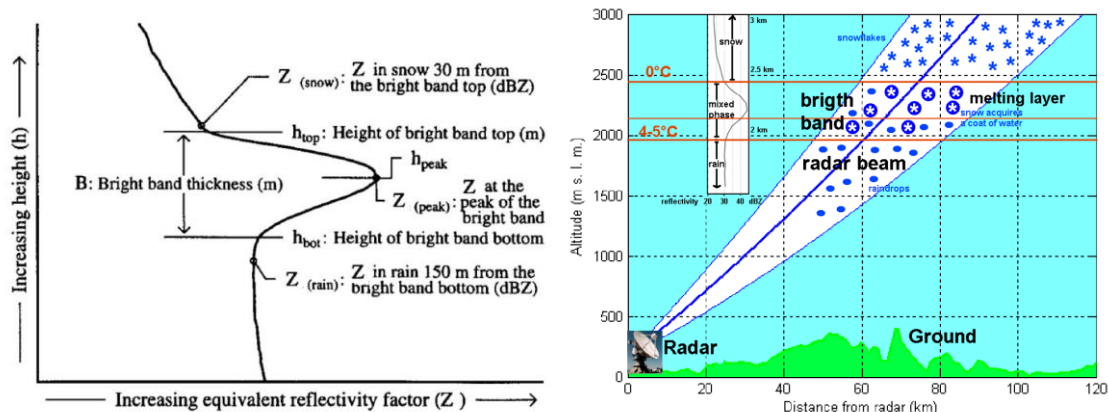 Increasing height (h)
Z (snow): Z in snow 30 m from
the bright band top (dBZ)
h top: Height of bright band top (m)
h peak
B: Bright band thickness (m)
Z (peak): Z at the
peak of the
bright band
h bot: Height of bright band bottom
Z (rain): Z in rain 150 m from the
bright band bottom (dBZ)
Increasing equivalent reflectivity factor (Z )
Altitude (m s. l. m.)
3000
2500
2000
1500
1000
500
0
0°C
4-5°C
3 km
snow
2.5 km
mixed
phase
2 km
rain
reflectivity 20 30 40 dBZ
snowflakes
brigth
band
melting layer
snow acquires
a coat of water
radar beam
raindrops
Radar
Ground
0 20 40 60 80 100 120
Distance from radar (km)